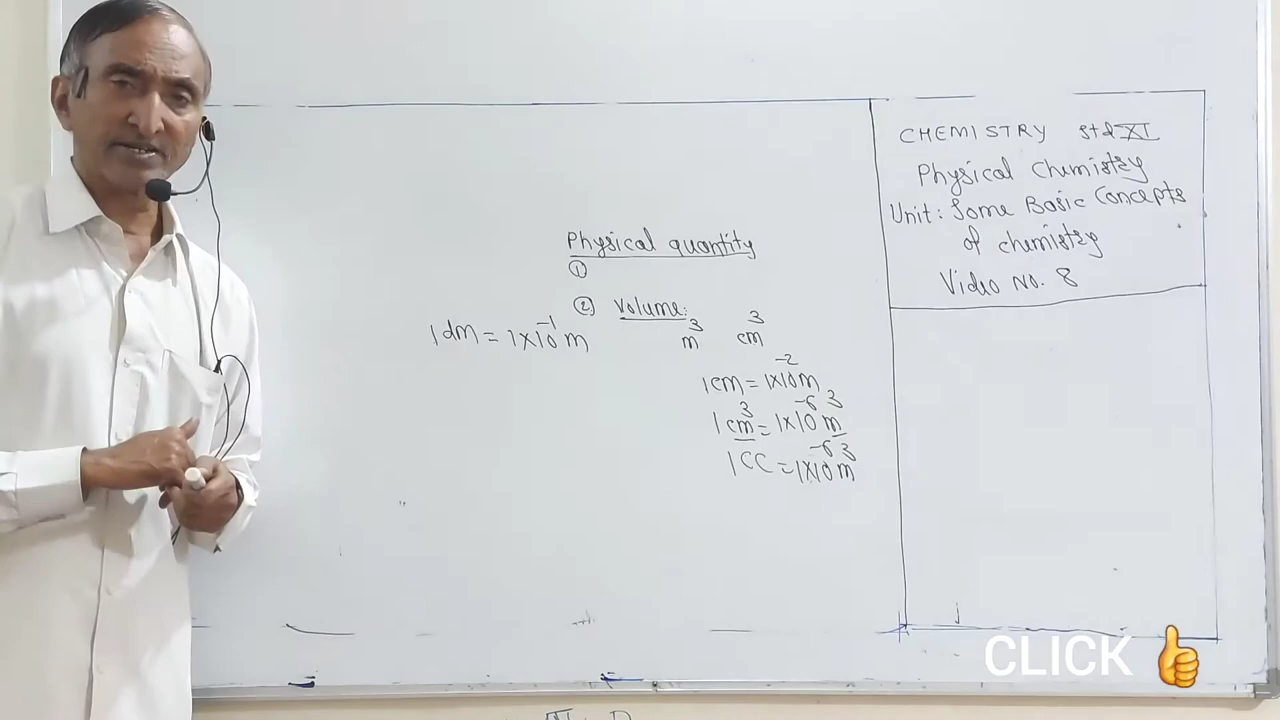 CHEMISTRY Std XI
Physical Chemistry
Unit: Some Basic Concepts
of chemistry
Video No. 8
Physical quantity
①
② Volume:
1 dm = 1×10⁻¹ m
m³ cm³
1cm = 1×10⁻² m
1 cm³ = 1×10⁻⁶ m³
1CC = 1×10⁻⁶ m³
CLICK 👍